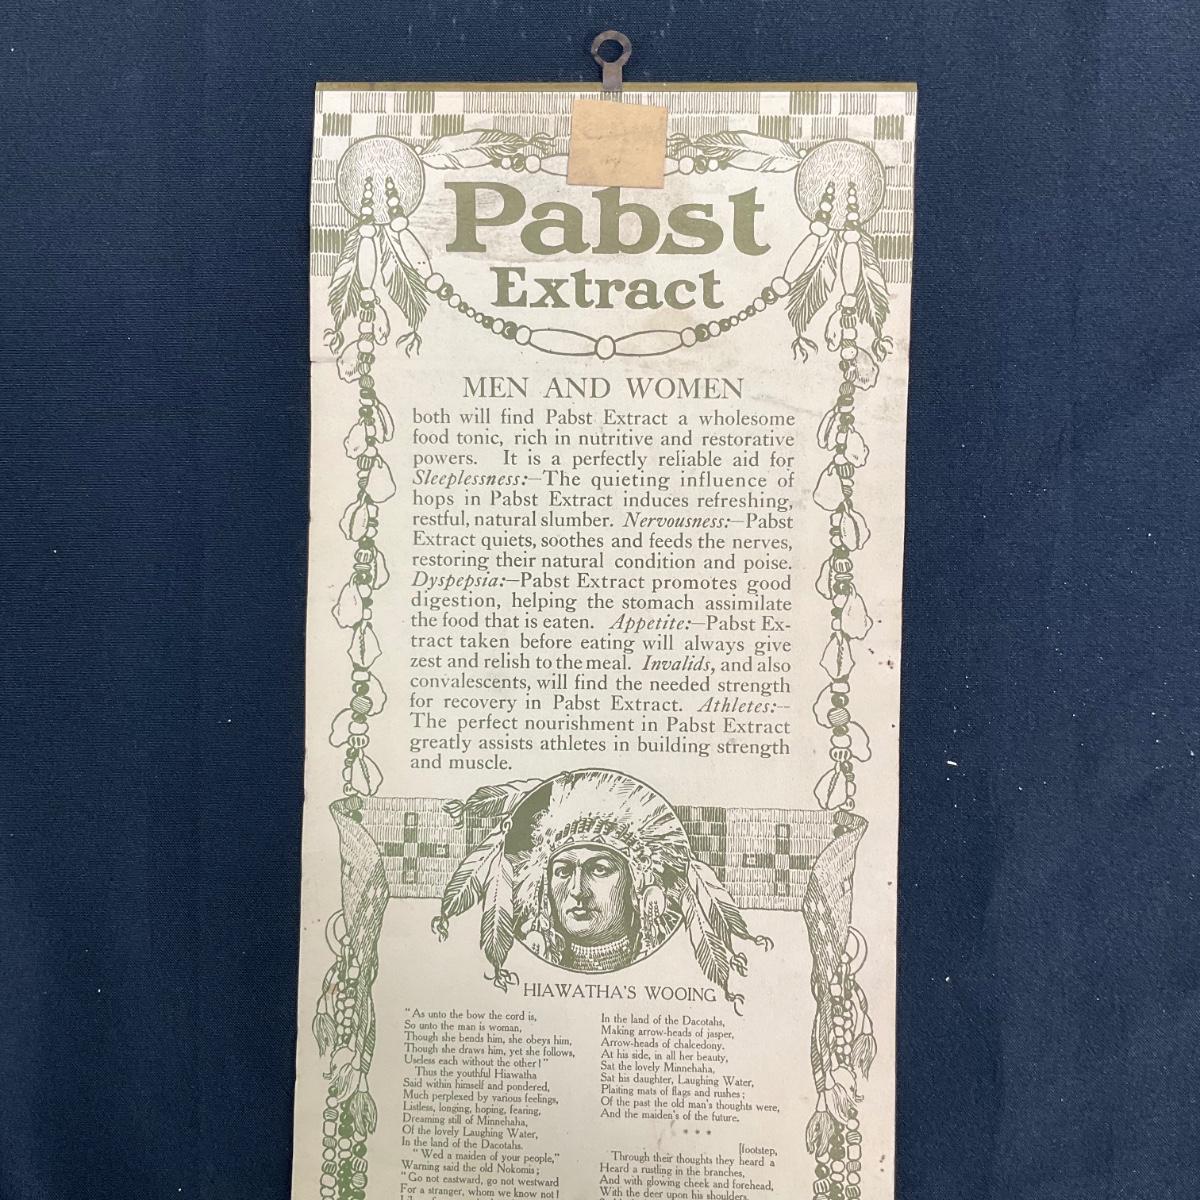 Pabst
Extract
MEN AND WOMEN
both will find Pabst Extract a wholesome
food tonic, rich in nutritive and restorative
powers. It is a perfectly reliable aid for
Sleeplessness:—The quieting influence of
hops in Pabst Extract induces refreshing,
restful, natural slumber. Nervousness:—Pabst
Extract quiets, soothes and feeds the nerves,
restoring their natural condition and poise.
Dyspepsia:—Pabst Extract promotes good
digestion, helping the stomach assimilate
the food that is eaten. Appetite:—Pabst Ex-
tract taken before eating will always give
zest and relish to the meal. Invalids, and also
convalescents, will find the needed strength
for recovery in Pabst Extract. Athletes:--
The perfect nourishment in Pabst Extract
greatly assists athletes in building strength
and muscle.
HIAWATHA'S WOOING
"As unto the bow the cord is,
So unto the man is woman,
Though she bends him, she obeys him,
Though she draws him, yet she follows,
Useless each without the other!"
Thus the youthful Hiawatha
Said within himself and pondered,
Much perplexed by various feelings,
Listless, longing, hoping, fearing,
Dreaming still of Minnehaha,
Of the lovely Laughing Water,
In the land of the Dacotahs.
"Wed a maiden of your people,"
Warning said the old Nokomis;
"Go not eastward, go not westward
For a stranger, whom we know not!
In the land of the Dacotahs,
Making arrow-heads of jasper,
Arrow-heads of chalcedony.
At his side, in all her beauty,
Sat the lovely Minnehaha,
Sat his daughter, Laughing Water,
Plaiting mats of flags and rushes;
Of the past the old man's thoughts were,
And the maiden's of the future.
* * *
[footstep,
Through their thoughts they heard a
Heard a rustling in the branches,
And with glowing cheek and forehead,
With the deer upon his shoulders,